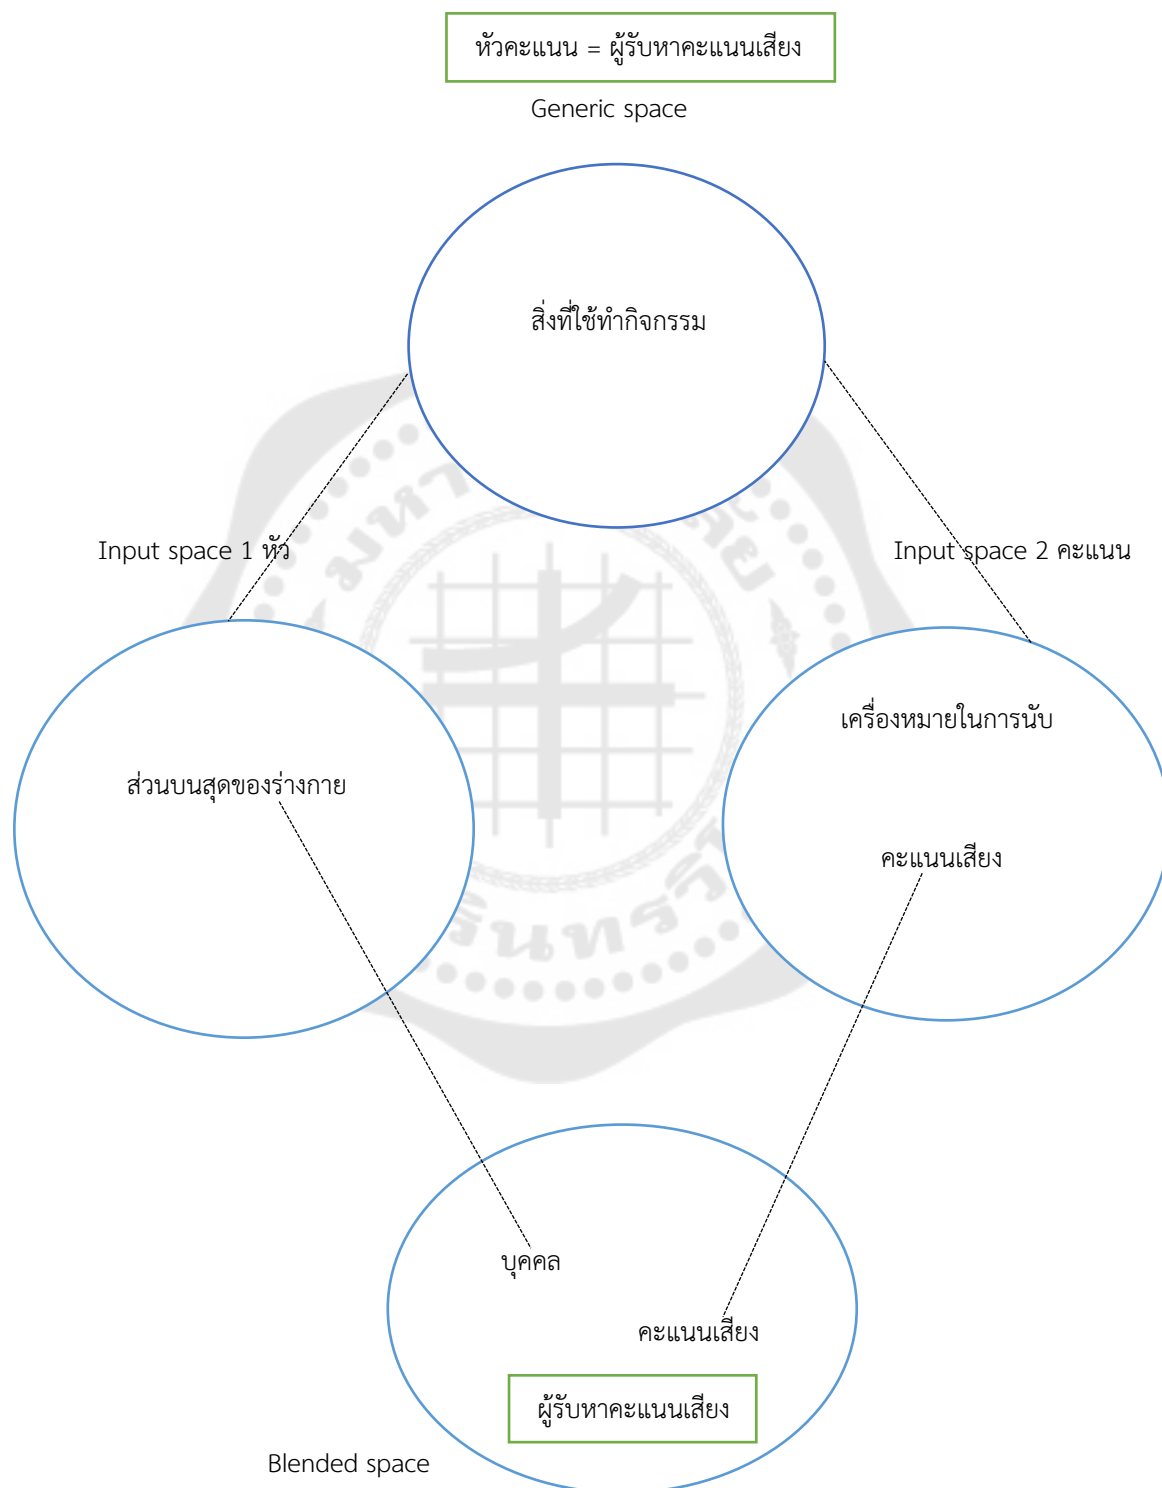 หัวคะแนน = ผู้รับหาคะแนนเสียง
Generic space
สิ่งที่ใช้ทำกิจกรรม
Input space 1 หัว
Input space 2 คะแนน
เครื่องหมายในการนับ
ส่วนบนสุดของร่างกาย
คะแนนเสียง
บุคคล
คะแนนเสียง
ผู้รับหาคะแนนเสียง
Blended space